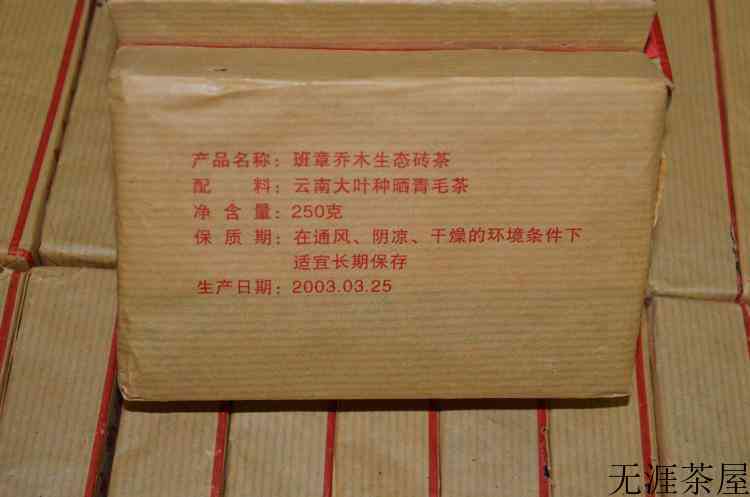 产品名称：班章乔木生态砖茶
配　　料：云南大叶种晒青毛茶
净 含 量：250克
保 质 期：在通风、阴凉、干燥的环境条件下
适宜长期保存
生产日期：2003.03.25
无涯茶屋